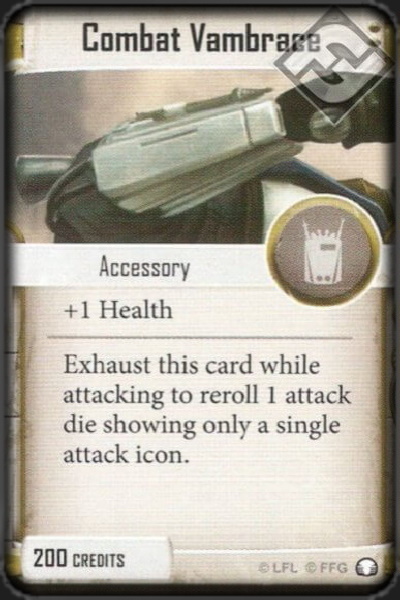 Combat Vambrace
Accessory
+1 Health
Exhaust this card while
attacking to reroll 1 attack
die showing only a single
attack icon.
200 CREDITS
©LFL ©FFG